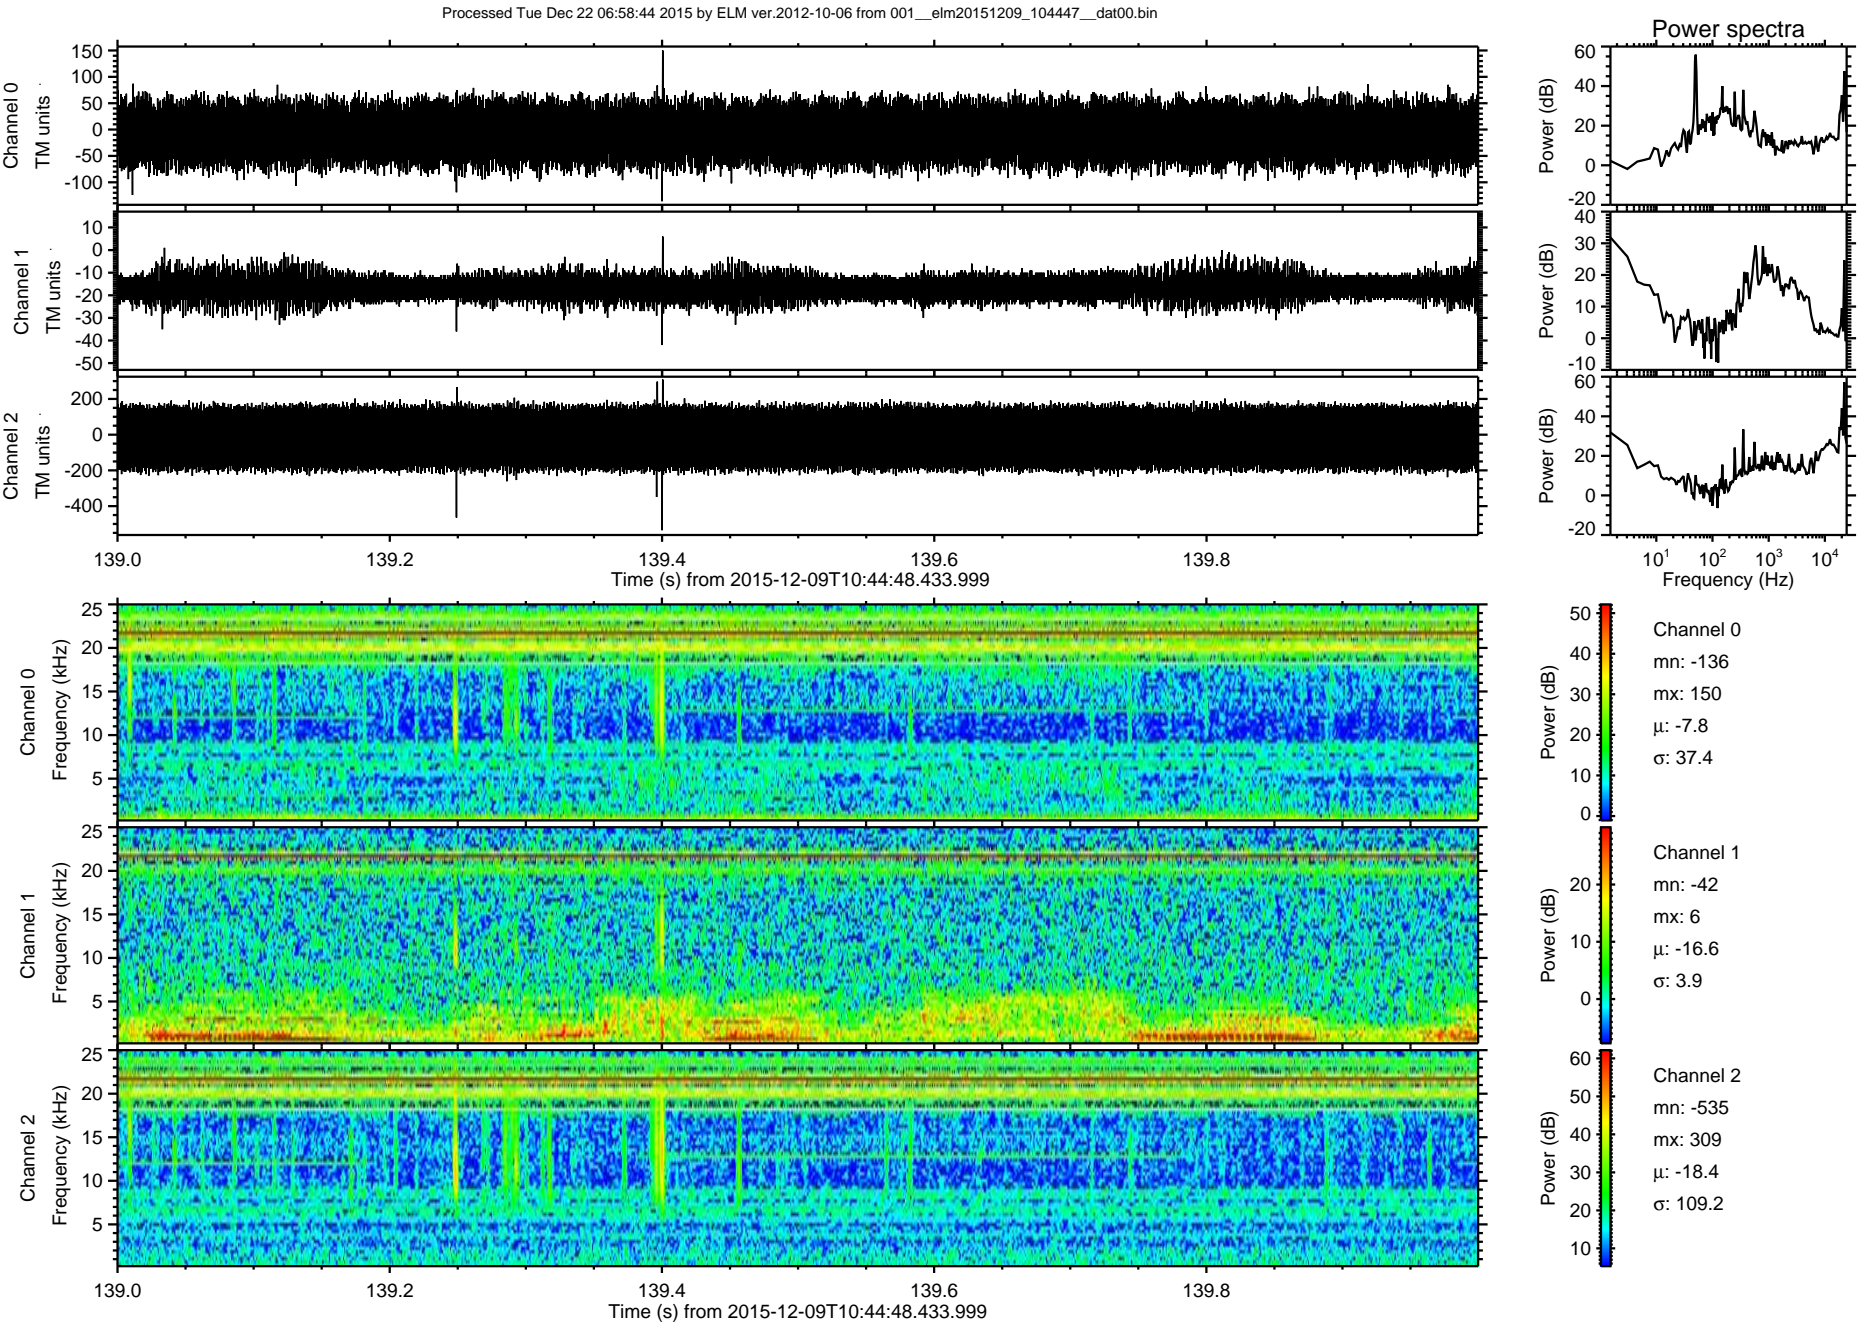 Processed Tue Dec 22 06:58:44 2015 by ELM ver.2012-10-06 from 001__elm20151209_104447__dat00.bin
Power spectra
Channel 0
TM units
150
100
50
0
-50
-100
Power (dB)
60
40
20
0
-20
Channel 1
TM units
10
0
-10
-20
-30
-40
-50
Power (dB)
40
30
20
10
0
-10
Channel 2
TM units
200
0
-200
-400
Power (dB)
60
40
20
0
-20
139.0 139.2 139.4 139.6 139.8
Time (s) from 2015-12-09T10:44:48.433.999
10¹ 10² 10³ 10⁴
Frequency (Hz)
Channel 0
Frequency (kHz)
25
20
15
10
5
Power (dB)
50
40
30
20
10
0
Channel 0
mn: -136
mx: 150
μ: -7.8
σ: 37.4
Channel 1
Frequency (kHz)
25
20
15
10
5
Power (dB)
20
10
0
Channel 1
mn: -42
mx: 6
μ: -16.6
σ: 3.9
Channel 2
Frequency (kHz)
25
20
15
10
5
Power (dB)
60
50
40
30
20
10
Channel 2
mn: -535
mx: 309
μ: -18.4
σ: 109.2
139.0 139.2 139.4 139.6 139.8
Time (s) from 2015-12-09T10:44:48.433.999